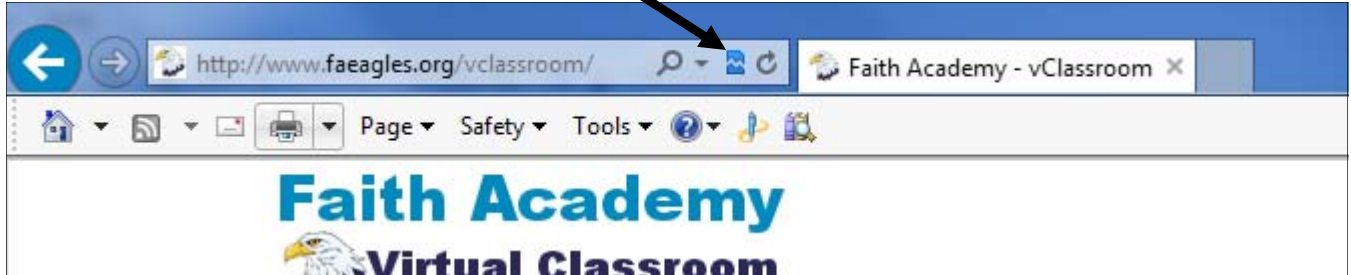 http://www.faeagles.org/vclassroom/ Faith Academy - vClassroom
Page Safety Tools
Faith Academy
Virtual Classroom